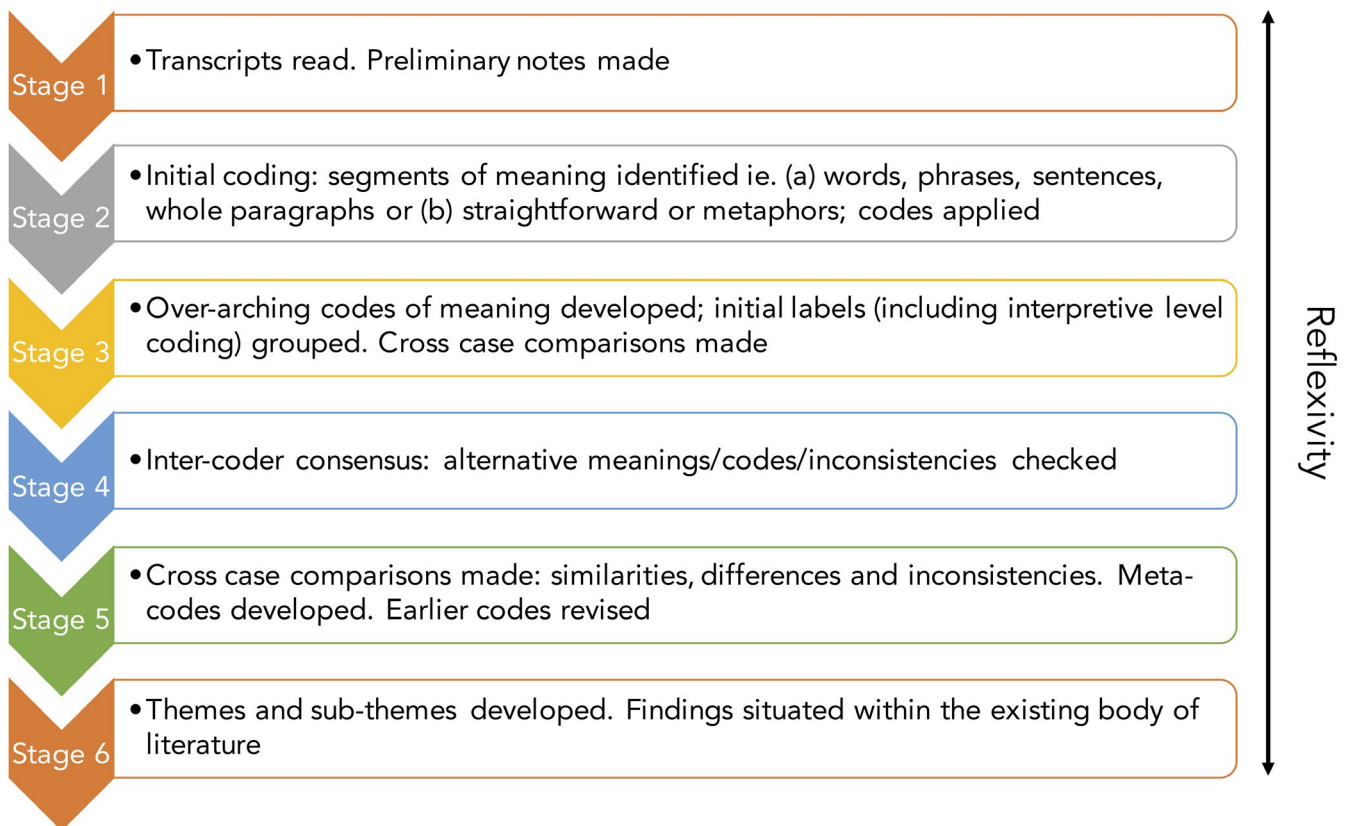 Stage 1
•Transcripts read. Preliminary notes made
Stage 2
•Initial coding: segments of meaning identified ie. (a) words, phrases, sentences,
whole paragraphs or (b) straightforward or metaphors; codes applied
Stage 3
•Over-arching codes of meaning developed; initial labels (including interpretive level
coding) grouped. Cross case comparisons made
Stage 4
•Inter-coder consensus: alternative meanings/codes/inconsistencies checked
Stage 5
•Cross case comparisons made: similarities, differences and inconsistencies. Meta-
codes developed. Earlier codes revised
Stage 6
•Themes and sub-themes developed. Findings situated within the existing body of
literature
Reflexivity